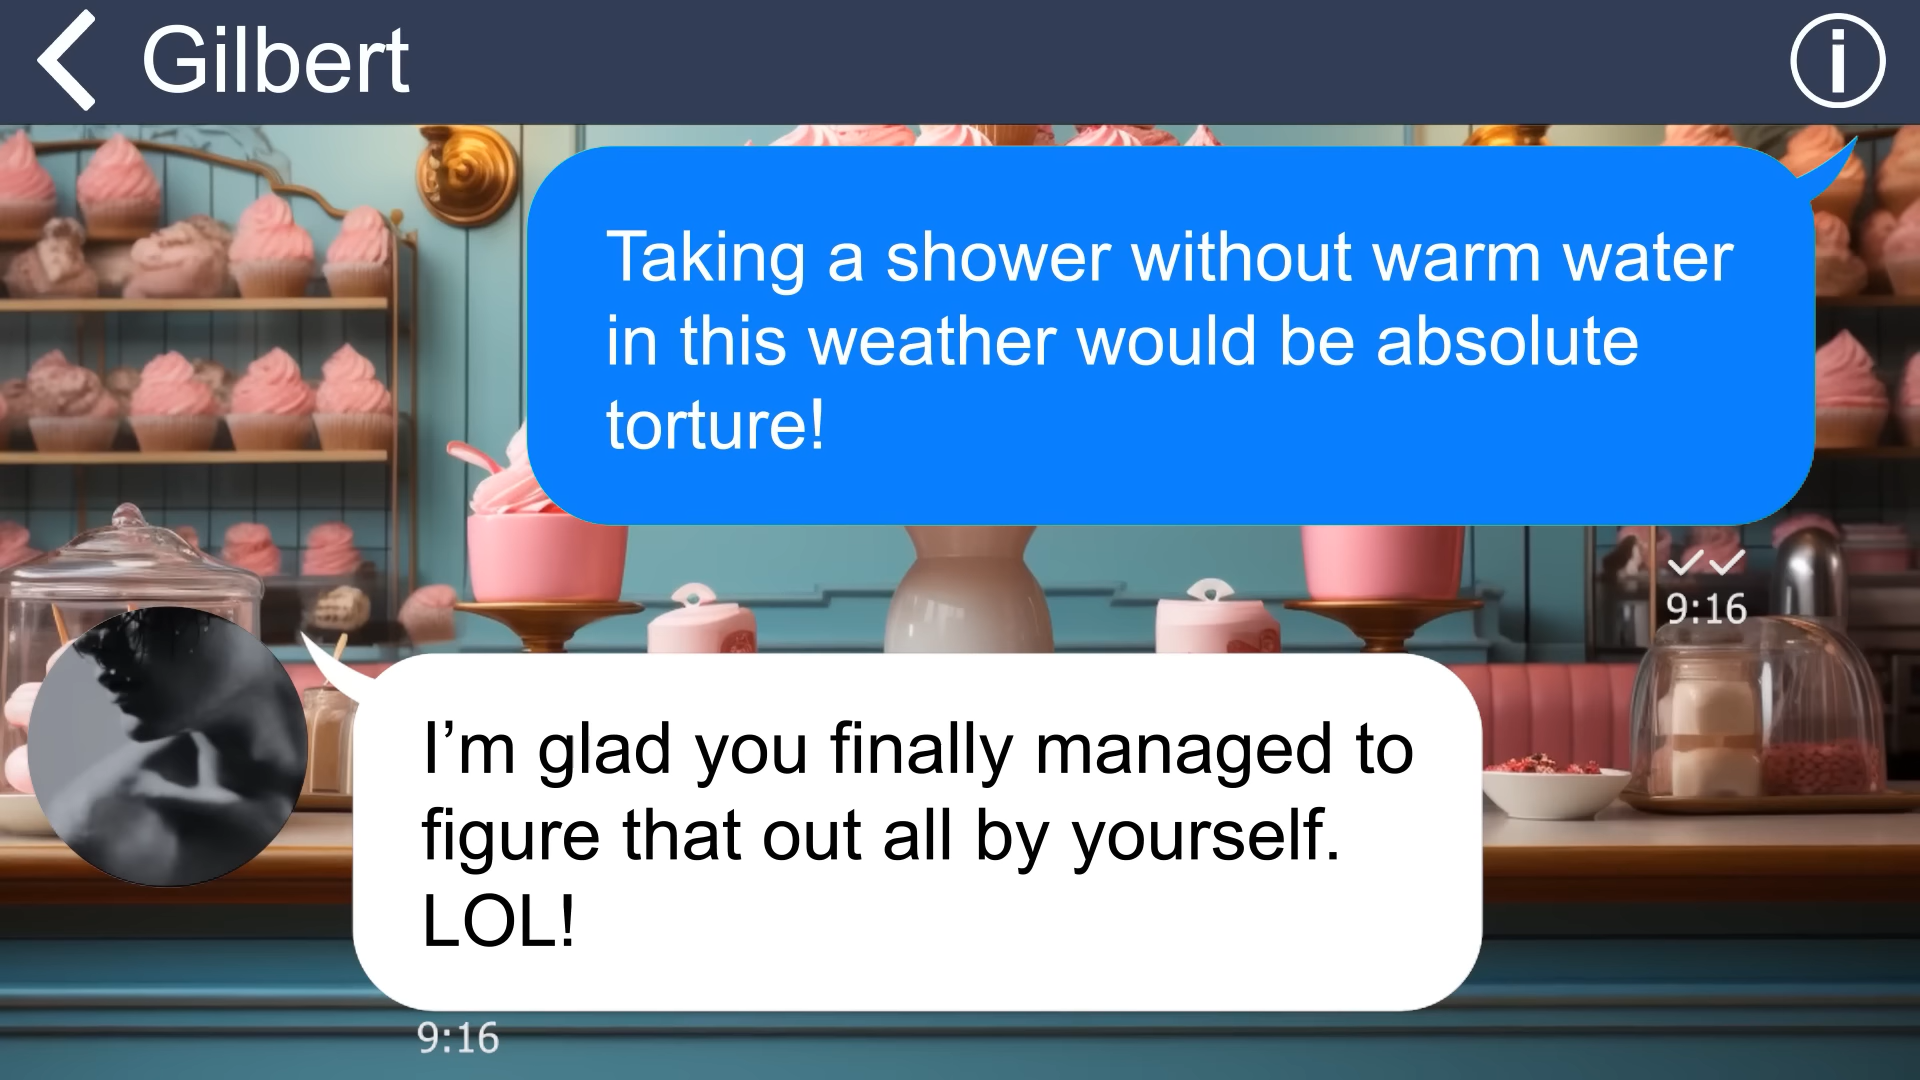 Gilbert
Taking a shower without warm water
in this weather would be absolute
torture!
9:16
I’m glad you finally managed to
figure that out all by yourself.
LOL!
9:16